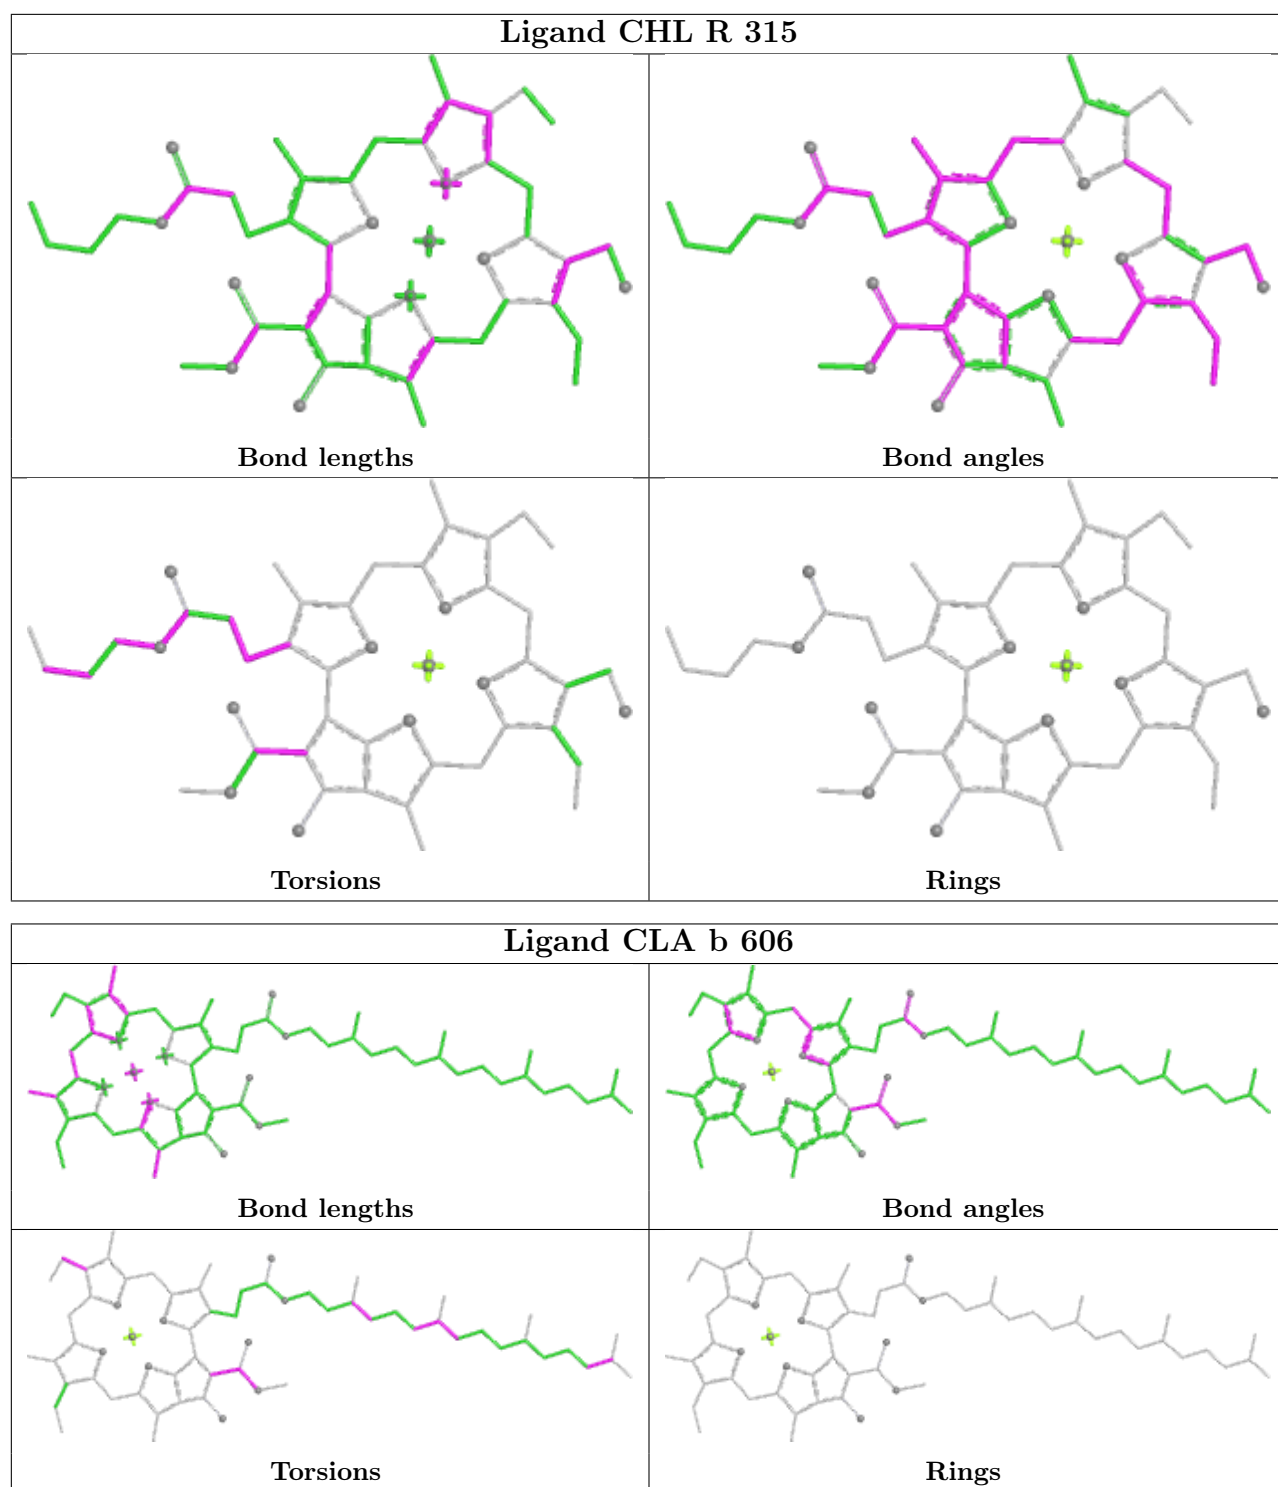 Ligand CHL R 315
Bond lengths
Bond angles
Torsions
Rings
Ligand CLA b 606
Bond lengths
Bond angles
Torsions
Rings